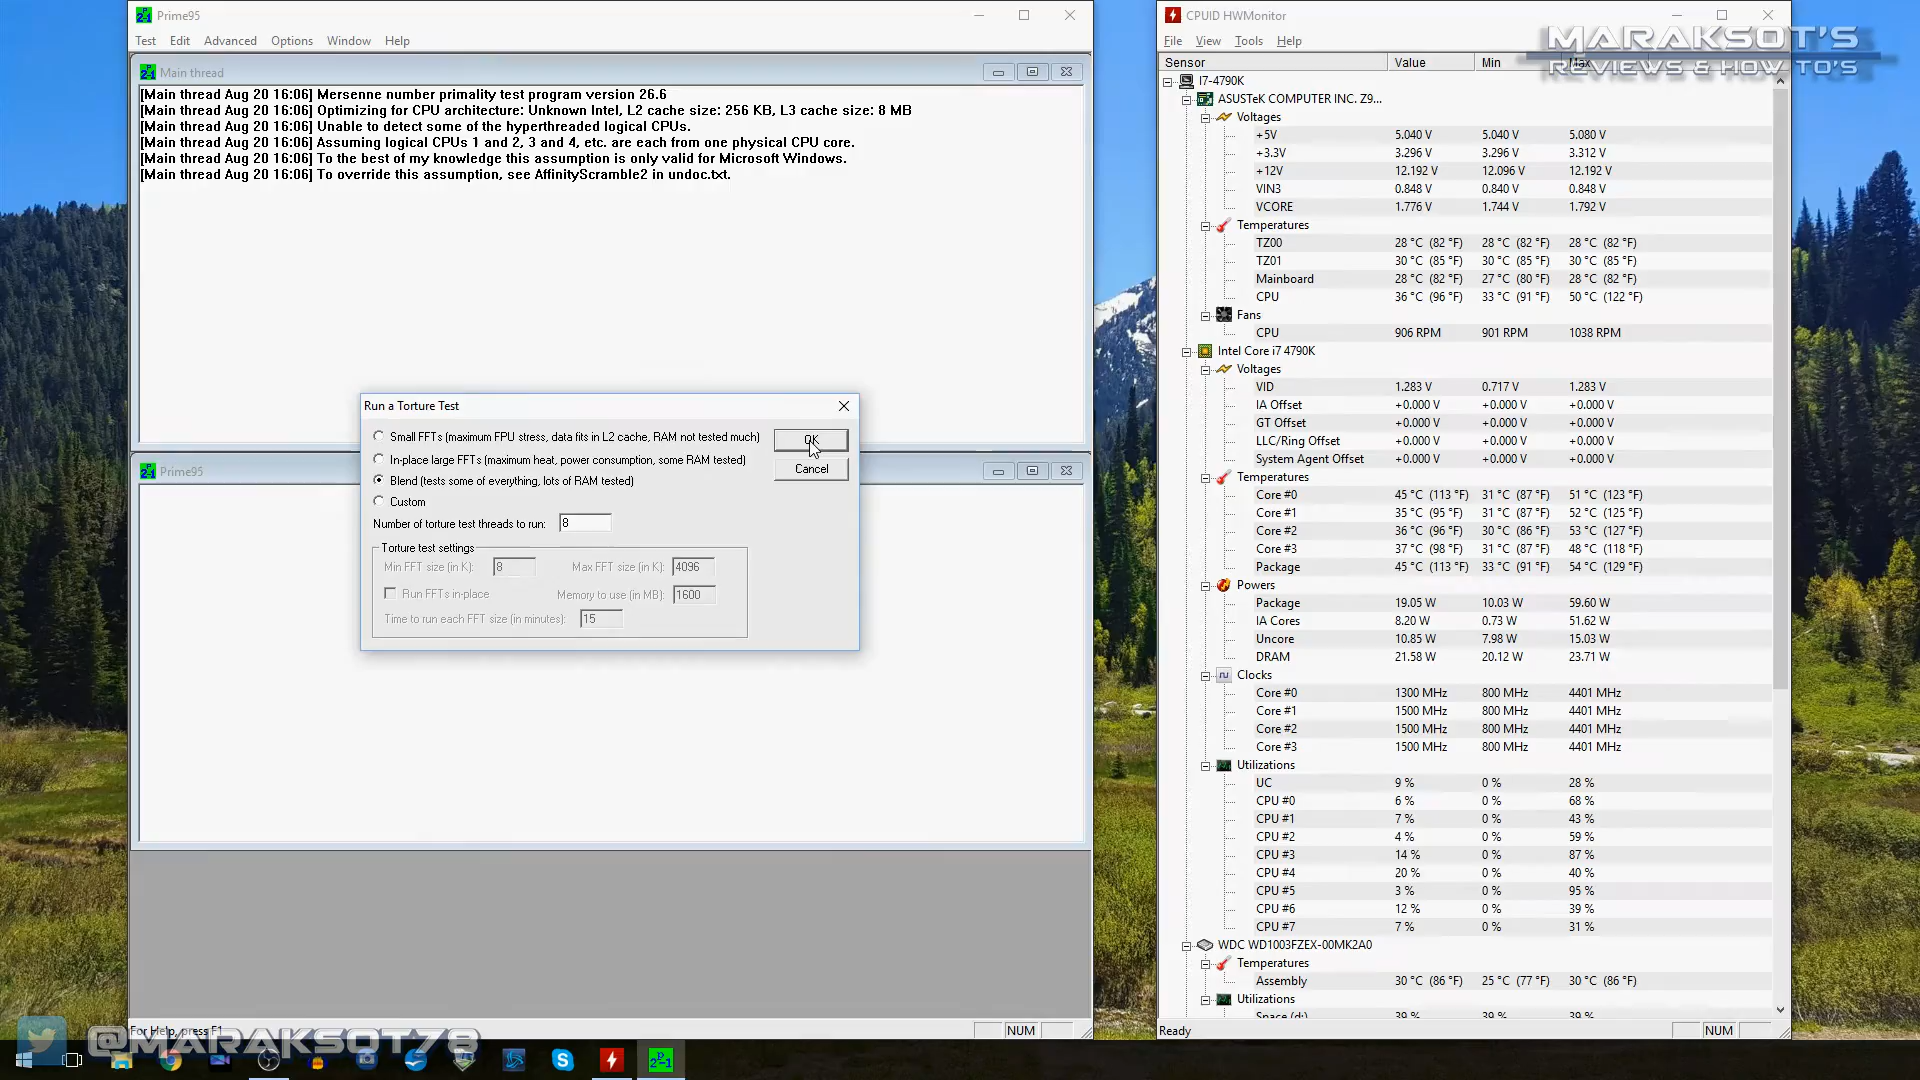 Prime95
Test Edit Advanced Options Window Help
Main thread
[Main thread Aug 20 16:06] Mersenne number primality test program version 26.6
[Main thread Aug 20 16:06] Optimizing for CPU architecture: Unknown Intel, L2 cache size: 256 KB, L3 cache size: 8 MB
[Main thread Aug 20 16:06] Unable to detect some of the hyperthreaded logical CPUs.
[Main thread Aug 20 16:06] Assuming logical CPUs 1 and 2, 3 and 4, etc. are each from one physical CPU core.
[Main thread Aug 20 16:06] To the best of my knowledge this assumption is only valid for Microsoft Windows.
[Main thread Aug 20 16:06] To override this assumption, see AffinityScramble2 in undoc.txt.
Run a Torture Test
Small FFTs (maximum FPU stress, data fits in L2 cache, RAM not tested much)
OK
In-place large FFTs (maximum heat, power consumption, some RAM tested)
Cancel
Blend (tests some of everything, lots of RAM tested)
Custom
Number of torture test threads to run: 8
Torture test settings
Min FFT size (in K): 8 Max FFT size (in K): 4096
Run FFTs in-place Memory to use (in MB): 1600
Time to run each FFT size (in minutes): 15
Prime95
For Help, press F1
NUM
@MARAKSOT78
CPUID HWMonitor
File View Tools Help
MARAKSOT'S
REVIEWS & HOW TO'S
Sensor Value Min Max
I7-4790K
ASUSTeK COMPUTER INC. Z9...
Voltages
+5V 5.040 V 5.040 V 5.080 V
+3.3V 3.296 V 3.296 V 3.312 V
+12V 12.192 V 12.096 V 12.192 V
VIN3 0.848 V 0.840 V 0.848 V
VCORE 1.776 V 1.744 V 1.792 V
Temperatures
TZ00 28 °C (82 °F) 28 °C (82 °F) 28 °C (82 °F)
TZ01 30 °C (85 °F) 30 °C (85 °F) 30 °C (85 °F)
Mainboard 28 °C (82 °F) 27 °C (80 °F) 28 °C (82 °F)
CPU 36 °C (96 °F) 33 °C (91 °F) 50 °C (122 °F)
Fans
CPU 906 RPM 901 RPM 1038 RPM
Intel Core i7 4790K
Voltages
VID 1.283 V 0.717 V 1.283 V
IA Offset +0.000 V +0.000 V +0.000 V
GT Offset +0.000 V +0.000 V +0.000 V
LLC/Ring Offset +0.000 V +0.000 V +0.000 V
System Agent Offset +0.000 V +0.000 V +0.000 V
Temperatures
Core #0 45 °C (113 °F) 31 °C (87 °F) 51 °C (123 °F)
Core #1 35 °C (95 °F) 31 °C (87 °F) 52 °C (125 °F)
Core #2 36 °C (96 °F) 30 °C (86 °F) 53 °C (127 °F)
Core #3 37 °C (98 °F) 31 °C (87 °F) 48 °C (118 °F)
Package 45 °C (113 °F) 33 °C (91 °F) 54 °C (129 °F)
Powers
Package 19.05 W 10.03 W 59.60 W
IA Cores 8.20 W 0.73 W 51.62 W
Uncore 10.85 W 7.98 W 15.03 W
DRAM 21.58 W 20.12 W 23.71 W
Clocks
Core #0 1300 MHz 800 MHz 4401 MHz
Core #1 1500 MHz 800 MHz 4401 MHz
Core #2 1500 MHz 800 MHz 4401 MHz
Core #3 1500 MHz 800 MHz 4401 MHz
Utilizations
UC 9 % 0 % 28 %
CPU #0 6 % 0 % 68 %
CPU #1 7 % 0 % 43 %
CPU #2 4 % 0 % 59 %
CPU #3 14 % 0 % 87 %
CPU #4 20 % 0 % 40 %
CPU #5 3 % 0 % 95 %
CPU #6 12 % 0 % 39 %
CPU #7 7 % 0 % 31 %
WDC WD1003FZEX-00MK2A0
Temperatures
Assembly 30 °C (86 °F) 25 °C (77 °F) 30 °C (86 °F)
Utilizations
Space (d:) 39 % 39 % 39 %
Ready
NUM